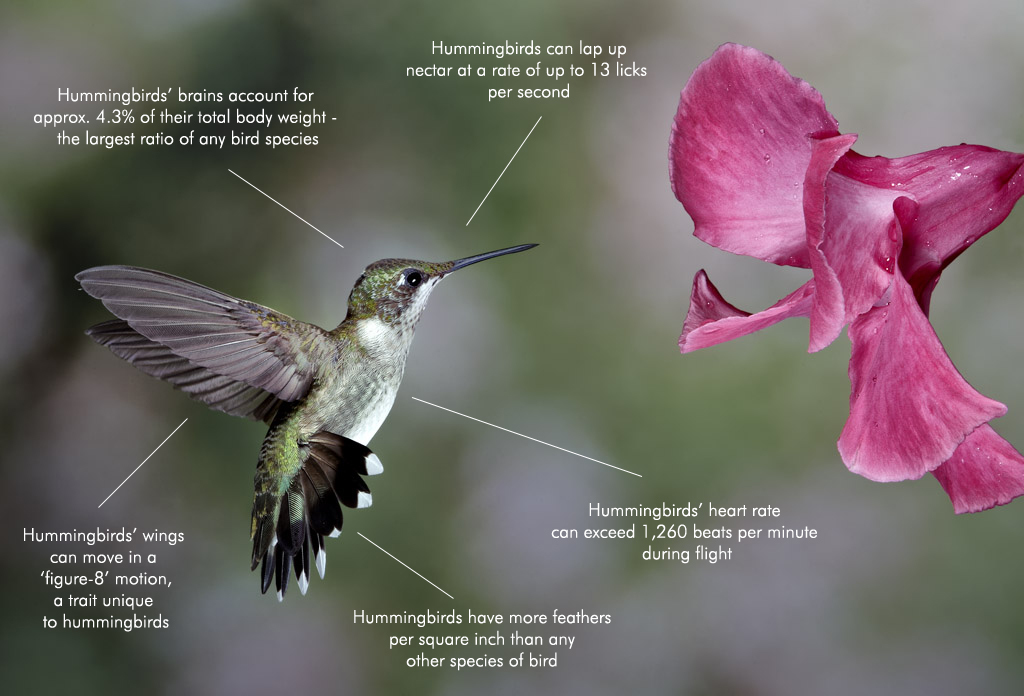 Hummingbirds can lap up
nectar at a rate of up to 13 licks
per second
Hummingbirds’ brains account for
approx. 4.3% of their total body weight -
the largest ratio of any bird species
Hummingbirds’ heart rate
can exceed 1,260 beats per minute
during flight
Hummingbirds’ wings
can move in a
‘figure-8’ motion,
a trait unique
to hummingbirds
Hummingbirds have more feathers
per square inch than any
other species of bird